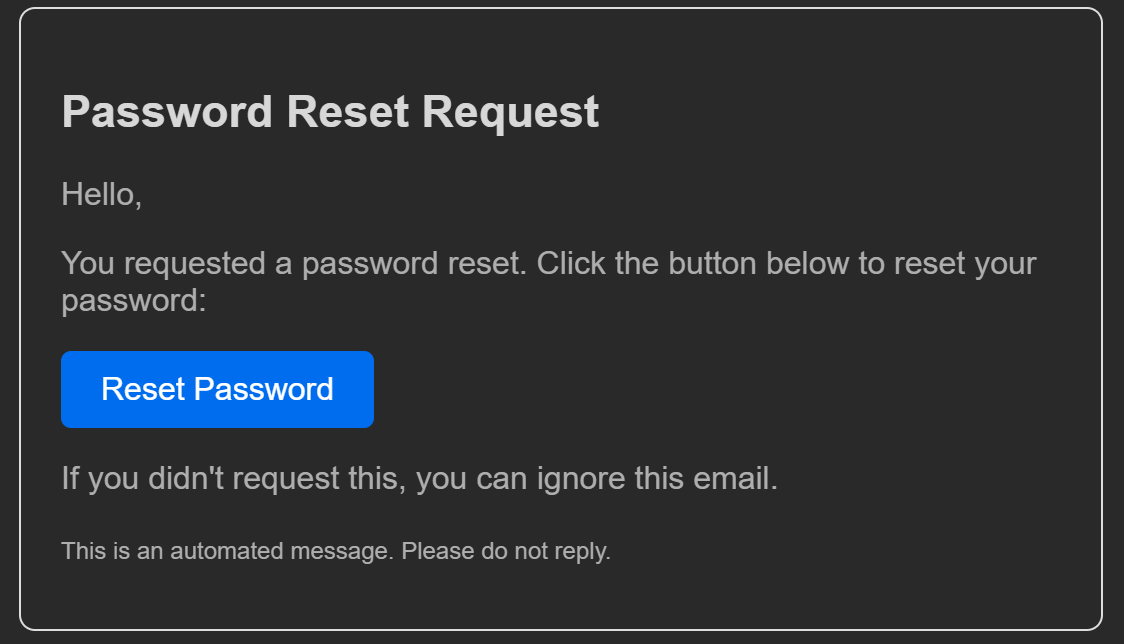 Password Reset Request
Hello,
You requested a password reset. Click the button below to reset your
password:
Reset Password
If you didn't request this, you can ignore this email.
This is an automated message. Please do not reply.